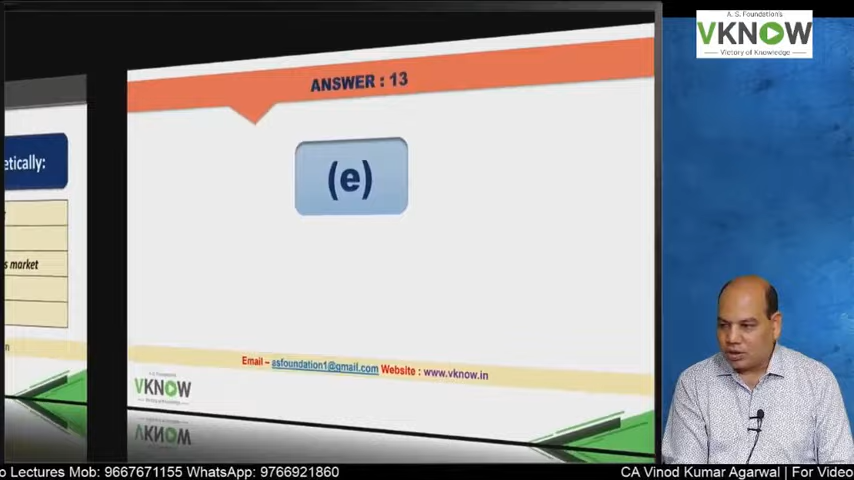 A. S. Foundation's
VKNOW
Victory of Knowledge
ANSWER : 13
(e)
etically:
s market
n
Email – asfoundation1@gmail.com Website : www.vknow.in
A. S. Foundation's
VKNOW
o Lectures Mob: 9667671155 WhatsApp: 9766921860
CA Vinod Kumar Agarwal | For Video